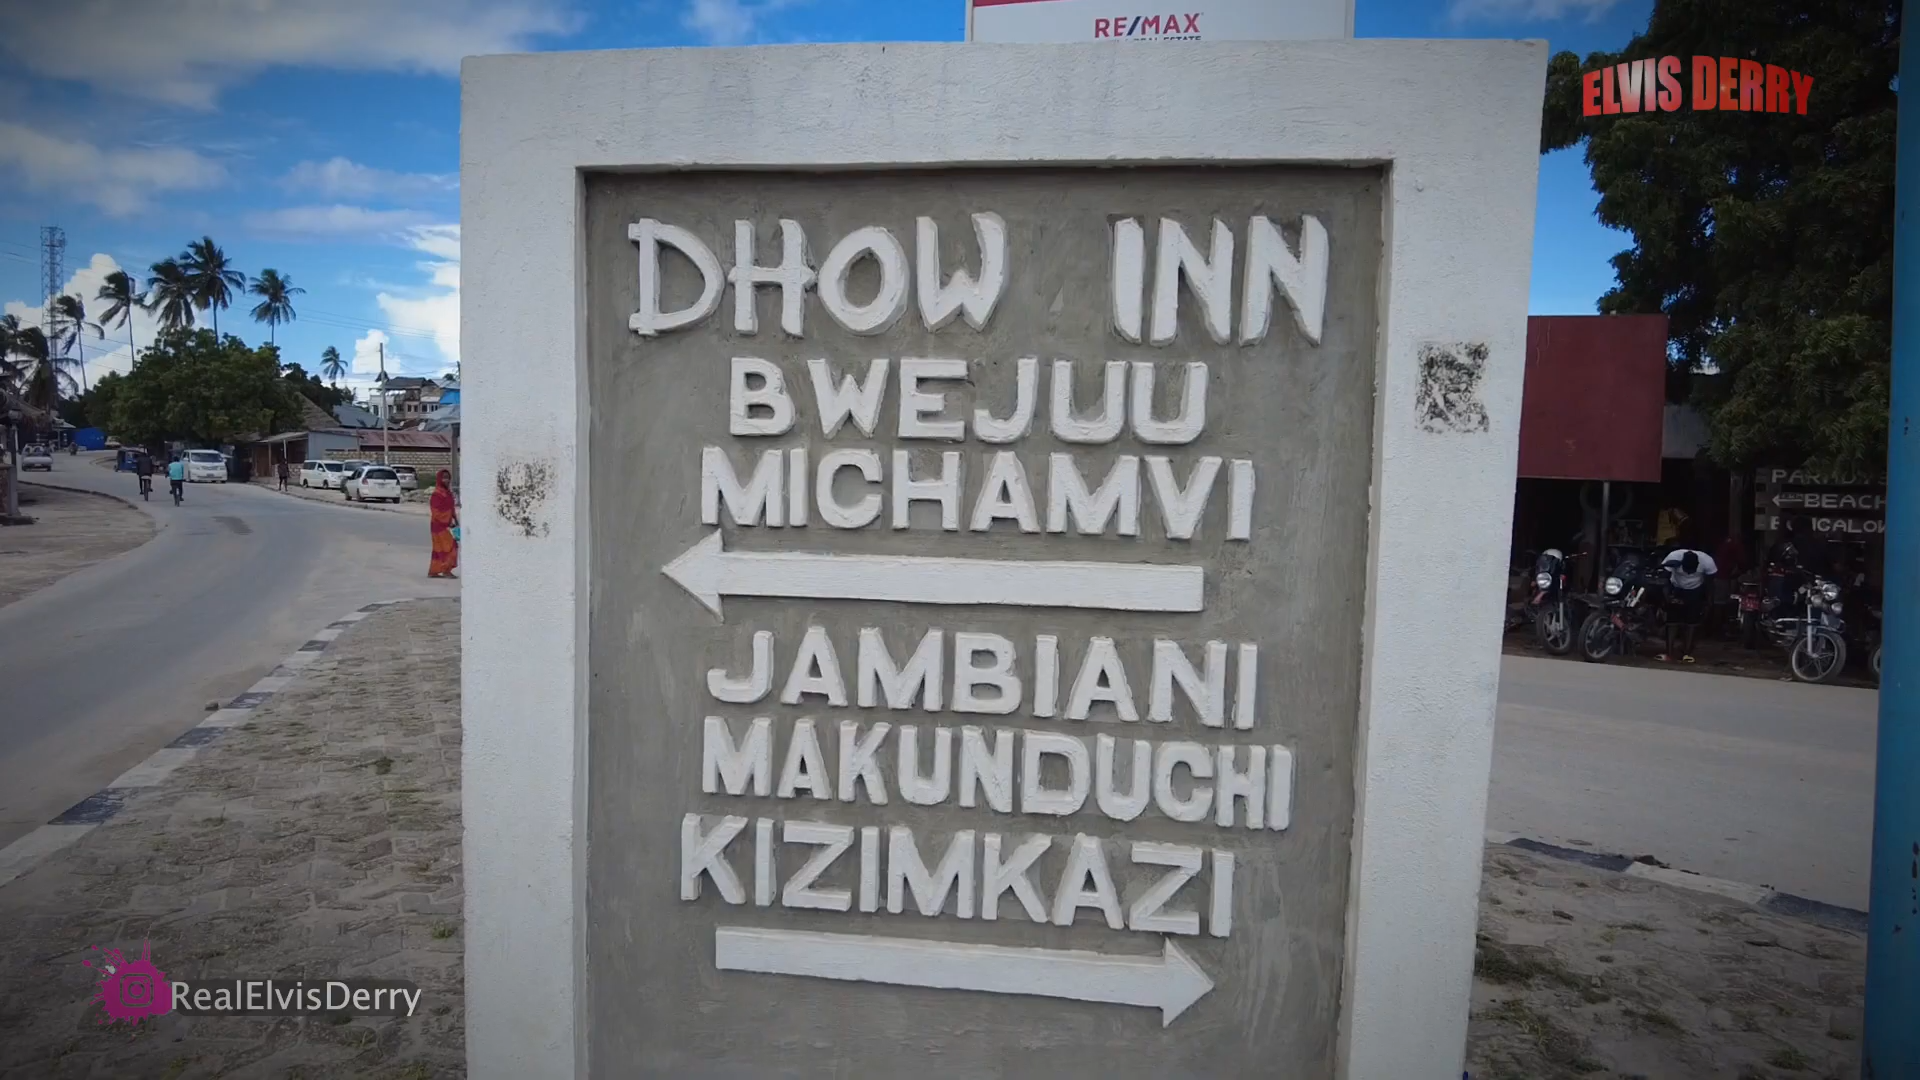 RE/MAX
ELVIS DERRY
DHOW INN
BWEJUU
MICHAMVI
JAMBIANI
MAKUNDUCHI
KIZIMKAZI
BEACH
RealElvisDerry